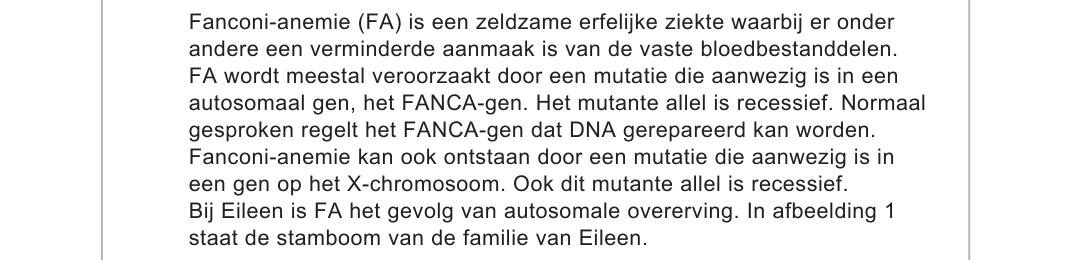 Fanconi-anemie (FA) is een zeldzame erfelijke ziekte waarbij er onder
andere een verminderde aanmaak is van de vaste bloedbestanddelen.
FA wordt meestal veroorzaakt door een mutatie die aanwezig is in een
autosomaal gen, het FANCA-gen. Het mutante allel is recessief. Normaal
gesproken regelt het FANCA-gen dat DNA gerepareerd kan worden.
Fanconi-anemie kan ook ontstaan door een mutatie die aanwezig is in
een gen op het X-chromosoom. Ook dit mutante allel is recessief.
Bij Eileen is FA het gevolg van autosomale overerving. In afbeelding 1
staat de stamboom van de familie van Eileen.